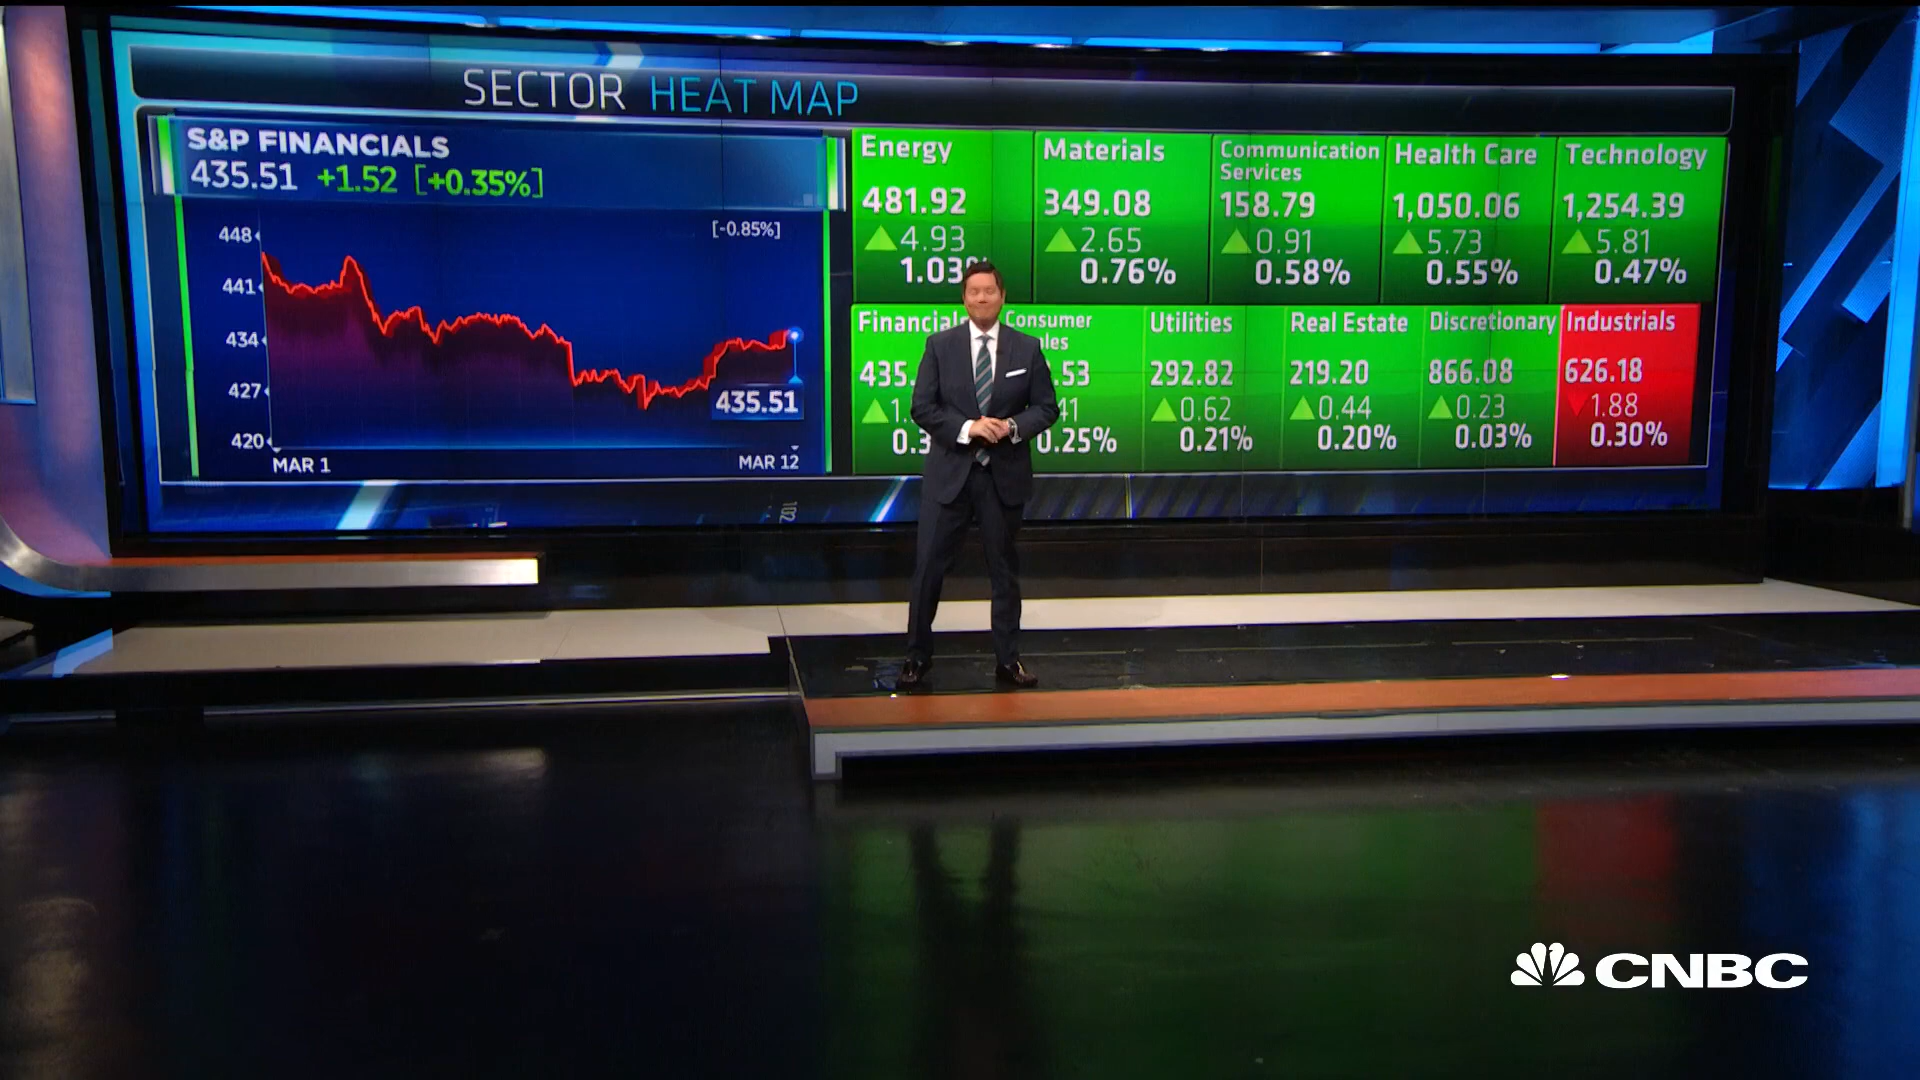 SECTOR HEAT MAP
S&P FINANCIALS
435.51 +1.52 [+0.35%]
[-0.85%]
448
441
434
427
420
435.51
MAR 1
MAR 12
Energy
481.92
4.93
Materials
349.08
2.65
0.76%
Communication
Services
158.79
0.91
0.58%
Health Care
1,050.06
5.73
0.55%
Technology
1,254.39
5.81
0.47%
Consumer
0.25%
Utilities
292.82
0.62
0.21%
Real Estate
219.20
0.44
0.20%
Discretionary
866.08
0.23
0.03%
Industrials
626.18
1.88
0.30%
102
CNBC